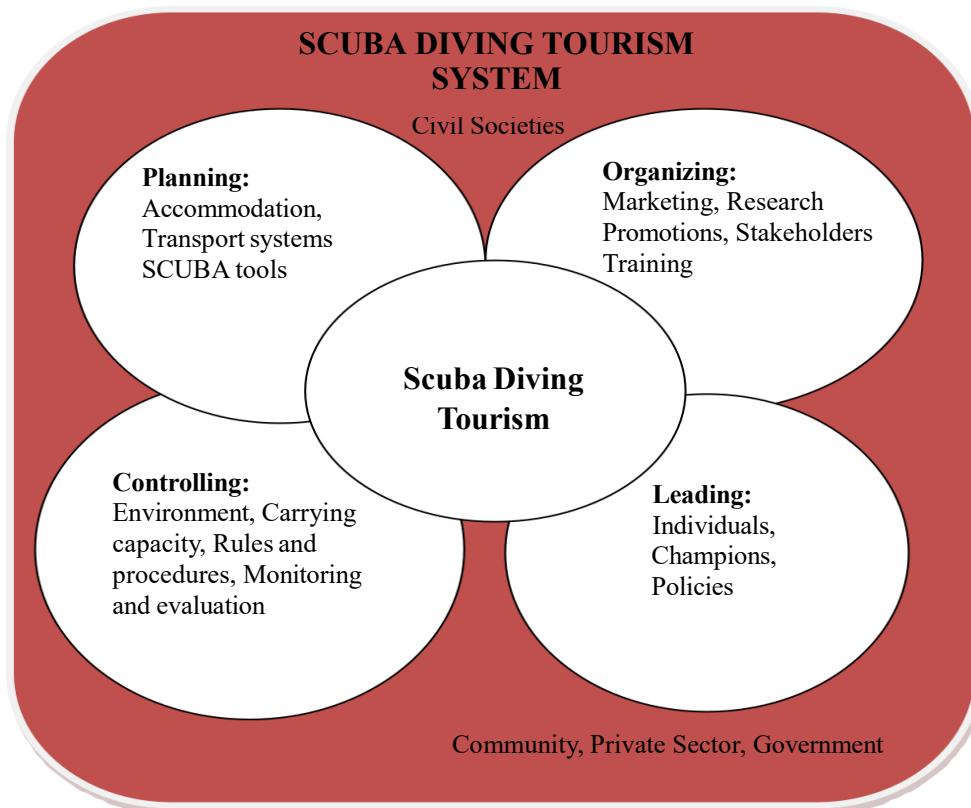 SCUBA DIVING TOURISM
SYSTEM
Civil Societies
Planning:
Accommodation,
Transport systems
SCUBA tools
Organizing:
Marketing, Research
Promotions, Stakeholders
Training
Scuba Diving
Tourism
Controlling:
Environment, Carrying
capacity, Rules and
procedures, Monitoring
and evaluation
Leading:
Individuals,
Champions,
Policies
Community, Private Sector, Government